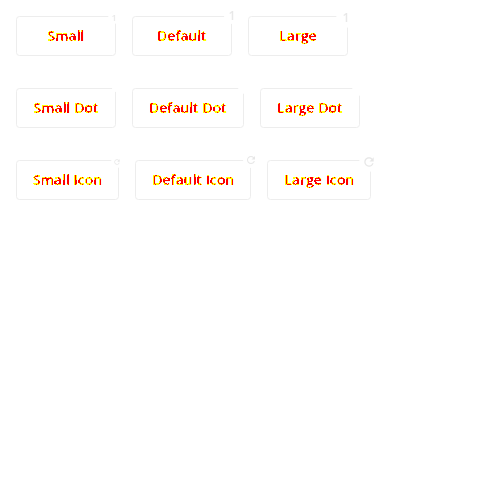 1 1 1
Small Default Large
Small Dot Default Dot Large Dot
Small Icon Default Icon Large Icon